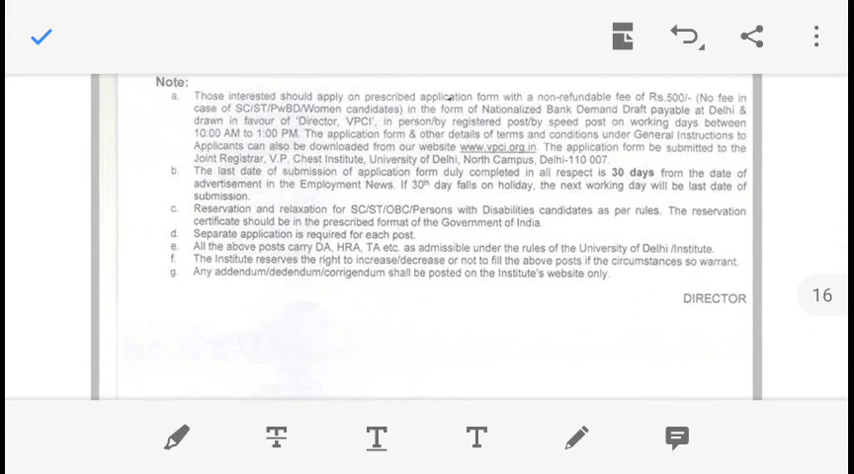 Note:
a. Those interested should apply on prescribed application form with a non-refundable fee of Rs.500/- (No fee in
case of SC/ST/PwBD/Women candidates) in the form of Nationalized Bank Demand Draft payable at Delhi &
drawn in favour of 'Director, VPCI', in person/by registered post/by speed post on working days between
10:00 AM to 1:00 PM. The application form & other details of terms and conditions under General Instructions to
Applicants can also be downloaded from our website www.vpci.org.in. The application form be submitted to the
Joint Registrar, V.P. Chest Institute, University of Delhi, North Campus, Delhi-110 007.
b. The last date of submission of application form duly completed in all respect is 30 days from the date of
advertisement in the Employment News. If 30th day falls on holiday, the next working day will be last date of
submission.
c. Reservation and relaxation for SC/ST/OBC/Persons with Disabilities candidates as per rules. The reservation
certificate should be in the prescribed format of the Government of India.
d. Separate application is required for each post.
e. All the above posts carry DA, HRA, TA etc. as admissible under the rules of the University of Delhi /Institute.
f. The Institute reserves the right to increase/decrease or not to fill the above posts if the circumstances so warrant.
g. Any addendum/dedendum/corrigendum shall be posted on the Institute's website only.
DIRECTOR
16
T
T
T